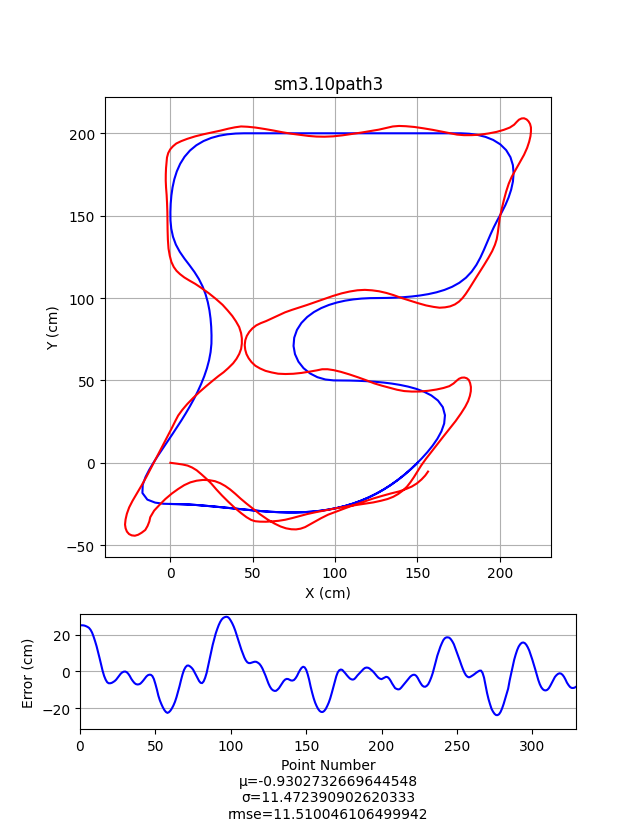 sm3.10path3
200
150
100
50
0
−50
Y (cm)
0 50 100 150 200
X (cm)
20
0
−20
Error (cm)
0 50 100 150 200 250 300
Point Number
μ=-0.9302732669644548
σ=11.472390902620333
rmse=11.510046106499942